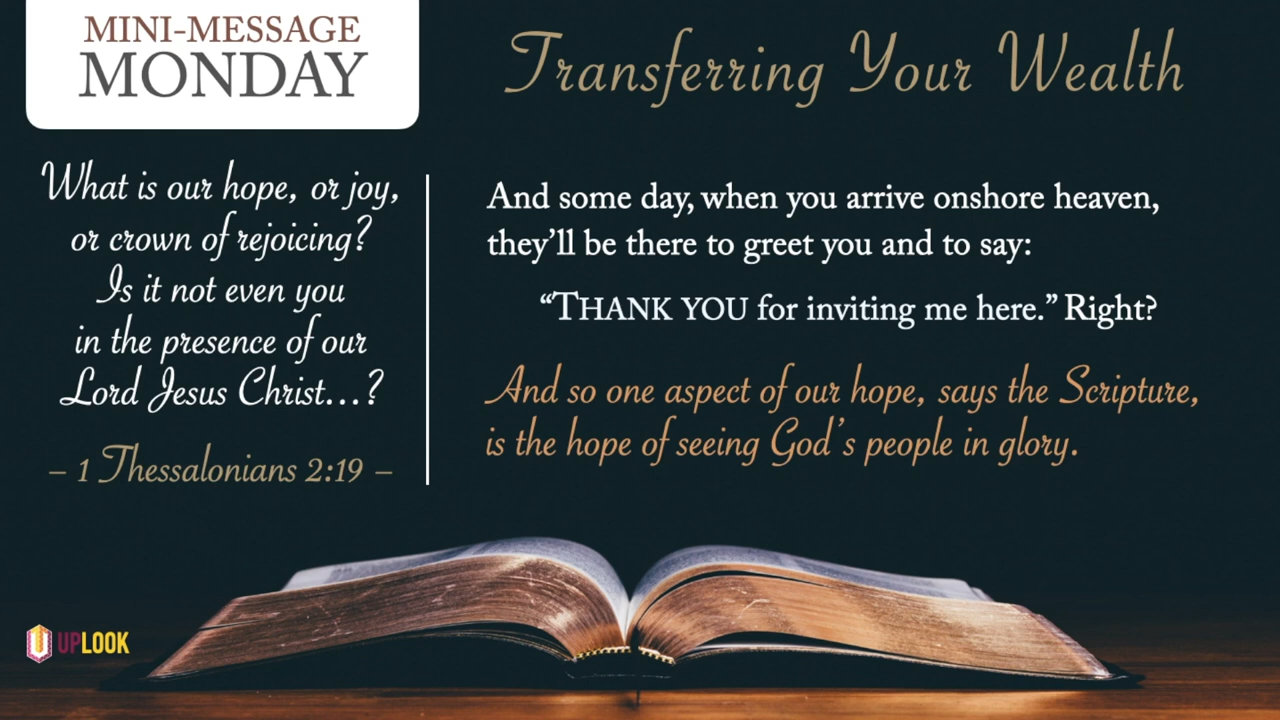 MINI-MESSAGE
MONDAY
Transferring Your Wealth
What is our hope, or joy,
or crown of rejoicing?
Is it not even you
in the presence of our
Lord Jesus Christ...?
– 1 Thessalonians 2:19 –
And some day, when you arrive onshore heaven,
they’ll be there to greet you and to say:
“THANK YOU for inviting me here.” Right?
And so one aspect of our hope, says the Scripture,
is the hope of seeing God’s people in glory.
UPLOOK